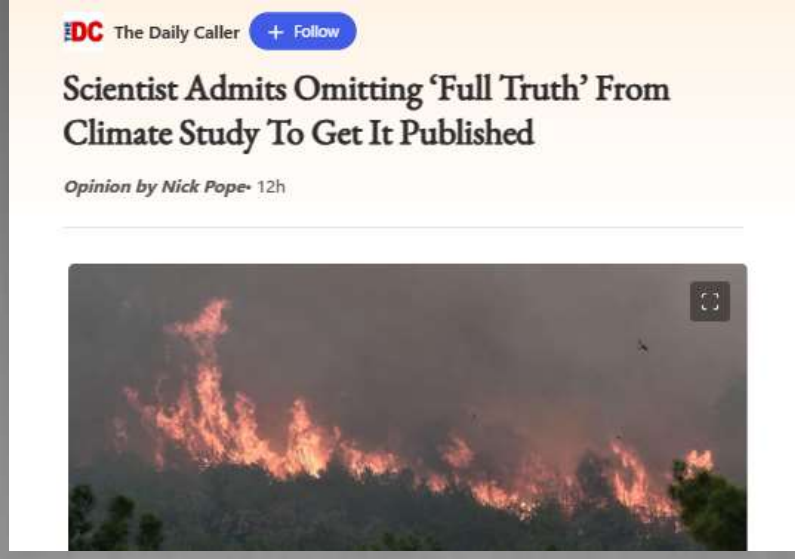 THE DC The Daily Caller + Follow
Scientist Admits Omitting ‘Full Truth’ From
Climate Study To Get It Published
Opinion by Nick Pope• 12h